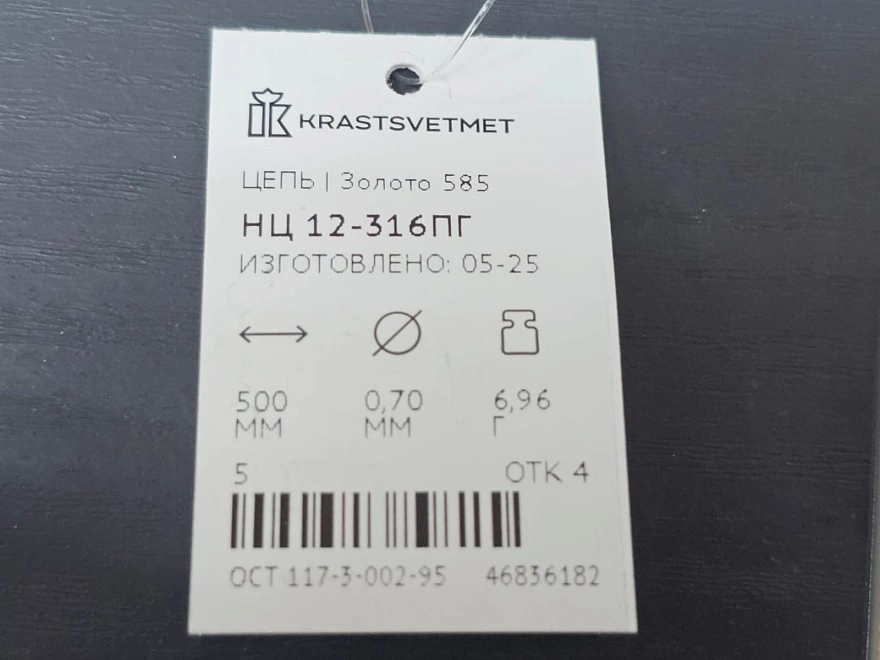 KRASTSVETMET
ЦЕПЬ | Золото 585
НЦ 12-316ПГ
ИЗГОТОВЛЕНО: 05-25
500 0,70 6,96
ММ ММ Г
5 ОТК 4
ОСТ 117-3-002-95 46836182